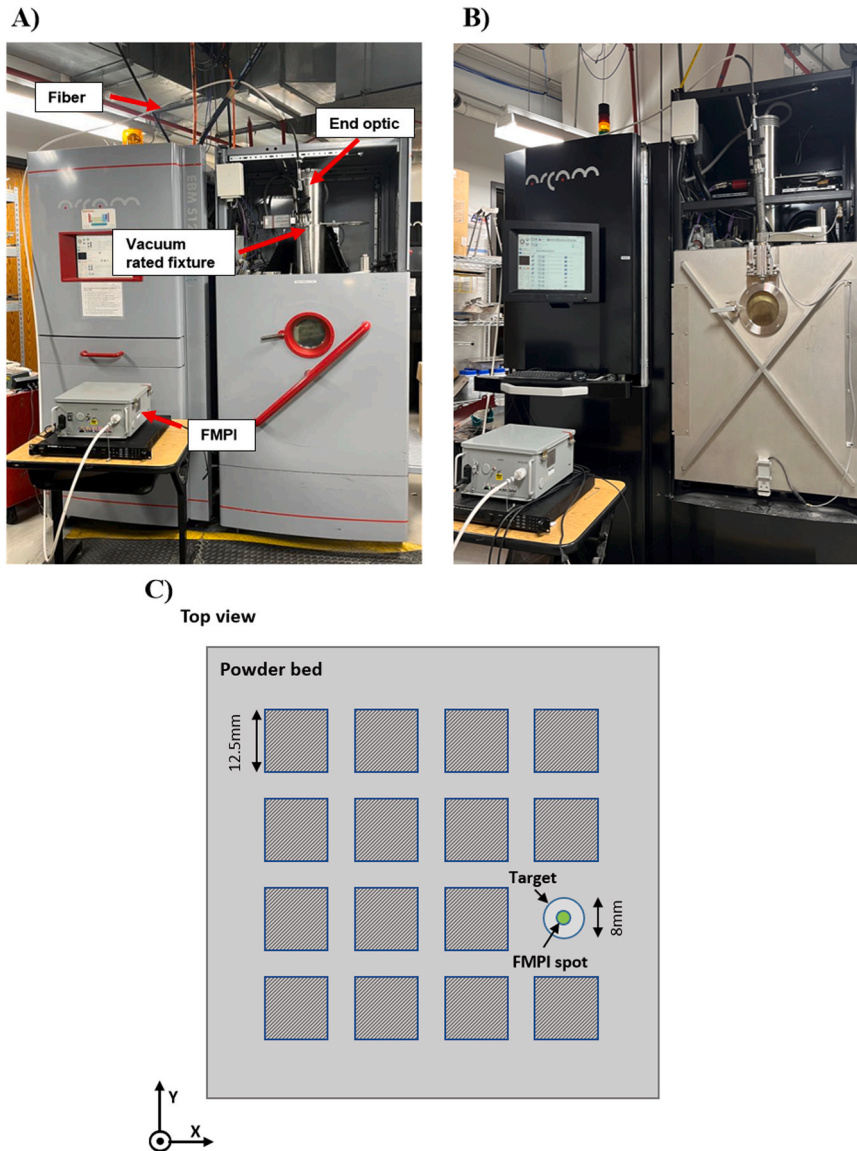 A)
Fiber
End optic
Vacuum
rated fixture
arcam
EBM S12
FMPI
B)
arcam
C)
Top view
Powder bed
12.5mm
Target
8mm
FMPI spot
Y
X